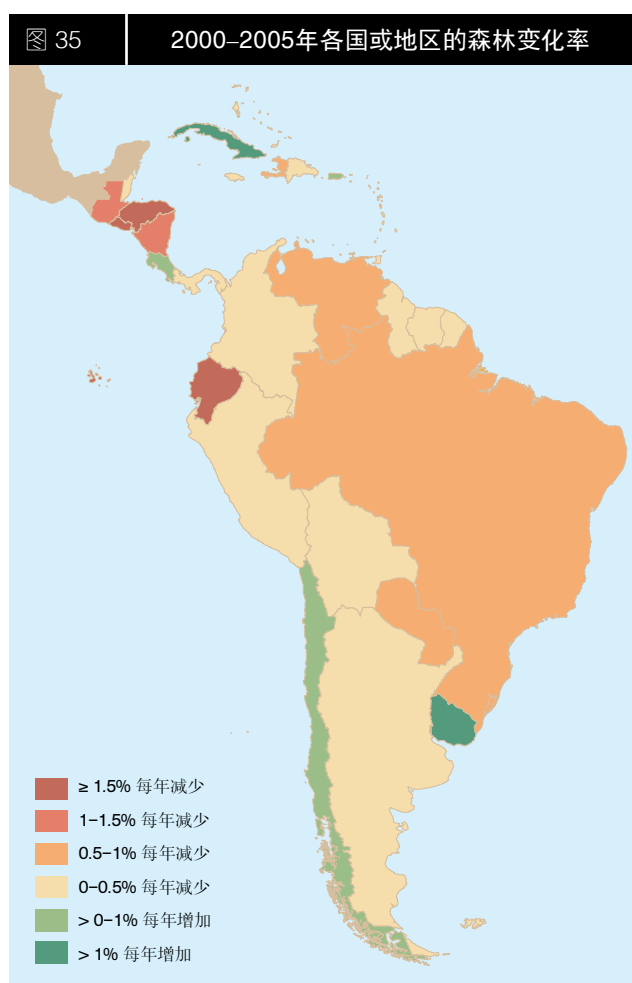 图 35
2000–2005年各国或地区的森林变化率
≥ 1.5% 每年减少
1–1.5% 每年减少
0.5–1% 每年减少
0–0.5% 每年减少
> 0–1% 每年增加
> 1% 每年增加